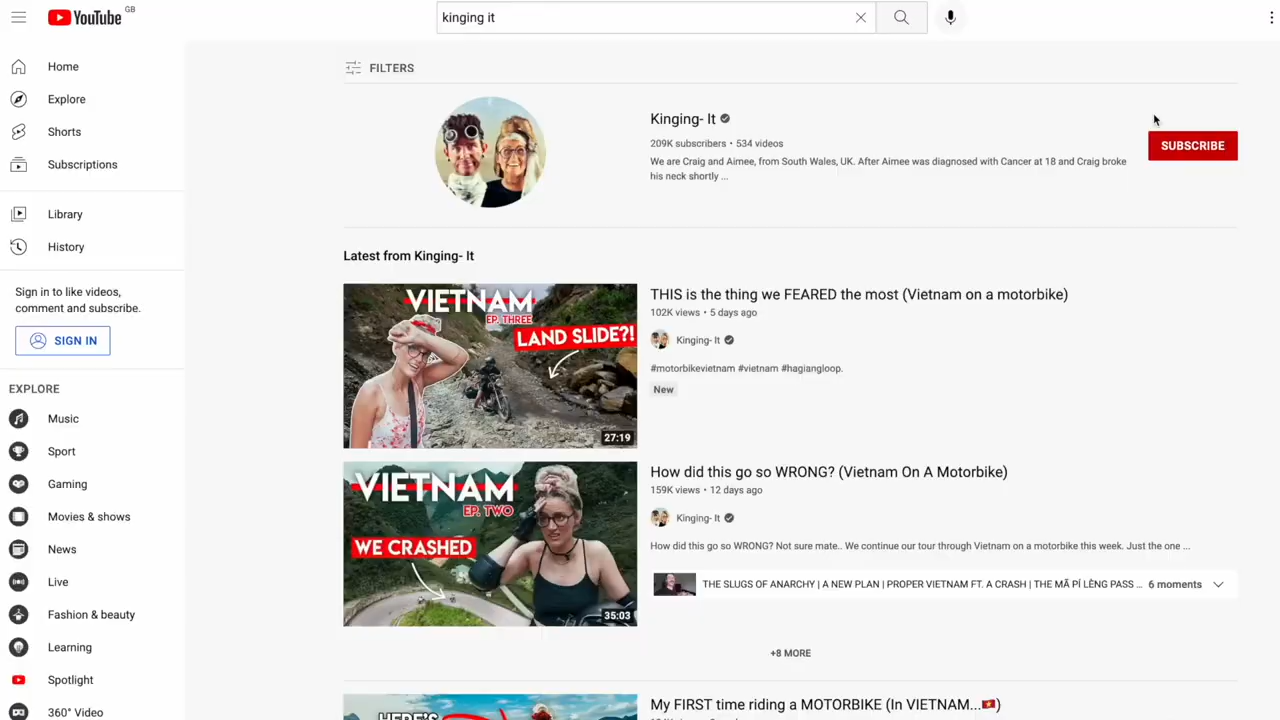 YouTube GB
kinging it
Home
Explore
Shorts
Subscriptions
Library
History
Sign in to like videos,
comment and subscribe.
SIGN IN
EXPLORE
Music
Sport
Gaming
Movies & shows
News
Live
Fashion & beauty
Learning
Spotlight
360° Video
FILTERS
Kinging- It
209K subscribers • 534 videos
We are Craig and Aimee, from South Wales, UK. After Aimee was diagnosed with Cancer at 18 and Craig broke
his neck shortly ...
SUBSCRIBE
Latest from Kinging- It
VIETNAM
EP. THREE
LAND SLIDE?!
27:19
THIS is the thing we FEARED the most (Vietnam on a motorbike)
102K views • 5 days ago
Kinging- It
#motorbikevietnam #vietnam #hagiangloop.
New
VIETNAM
EP. TWO
WE CRASHED
35:03
How did this go so WRONG? (Vietnam On A Motorbike)
159K views • 12 days ago
Kinging- It
How did this go so WRONG? Not sure mate.. We continue our tour through Vietnam on a motorbike this week. Just the one ...
THE SLUGS OF ANARCHY | A NEW PLAN | PROPER VIETNAM FT. A CRASH | THE MÃ PÍ LÈNG PASS ... 6 moments
+8 MORE
HERE'S
My FIRST time riding a MOTORBIKE (In VIETNAM...🇻🇳)